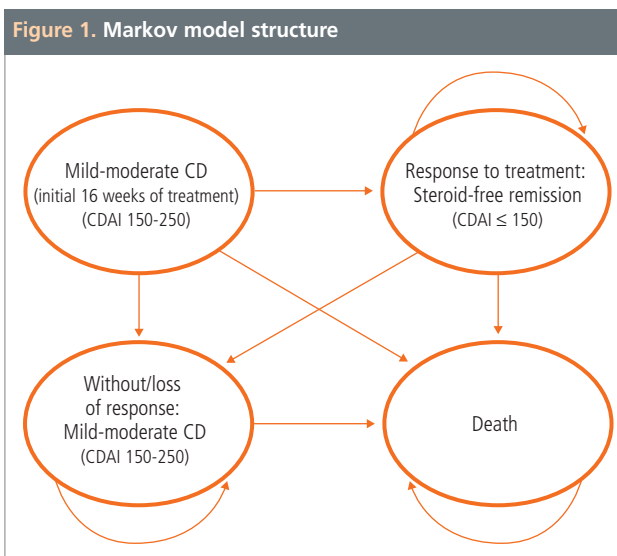 Figure 1. Markov model structure
Mild-moderate CD
(initial 16 weeks of treatment)
(CDAI 150-250)
Response to treatment:
Steroid-free remission
(CDAI ≤ 150)
Without/loss
of response:
Mild-moderate CD
(CDAI 150-250)
Death